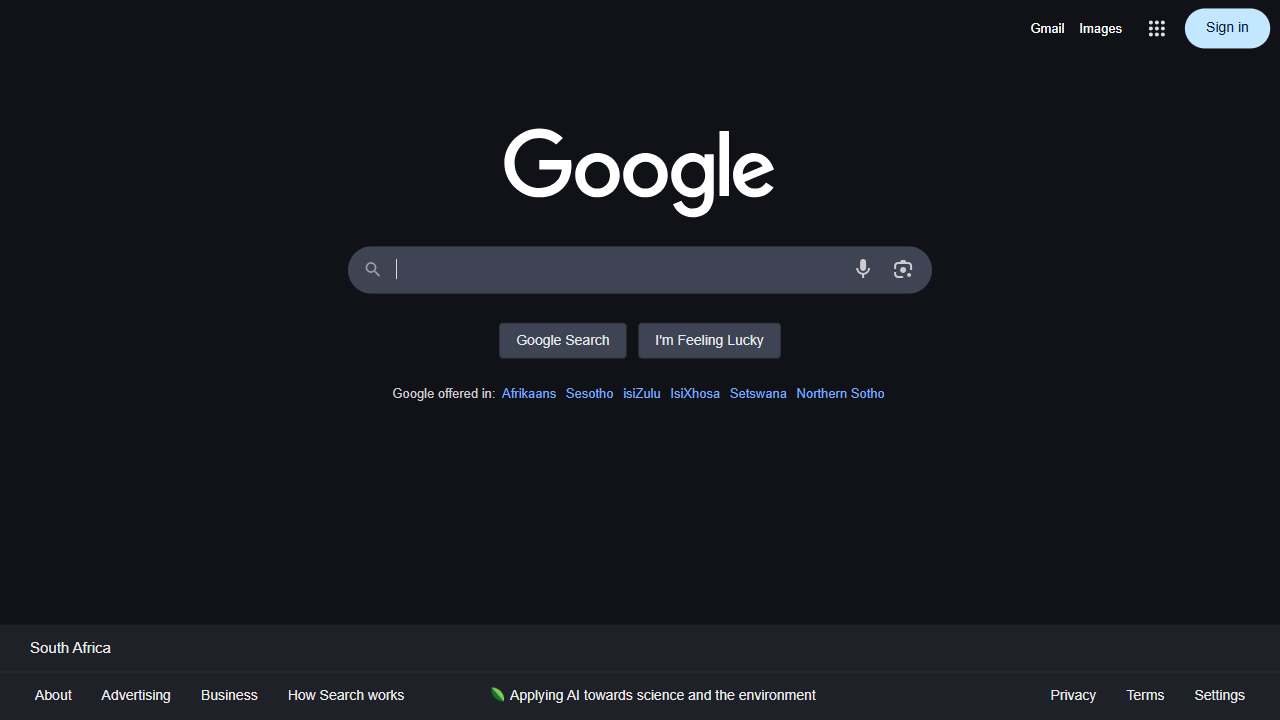 Gmail Images Sign in
Google
Google Search I'm Feeling Lucky
Google offered in: Afrikaans Sesotho isiZulu IsiXhosa Setswana Northern Sotho
South Africa
About Advertising Business How Search works Applying AI towards science and the environment Privacy Terms Settings